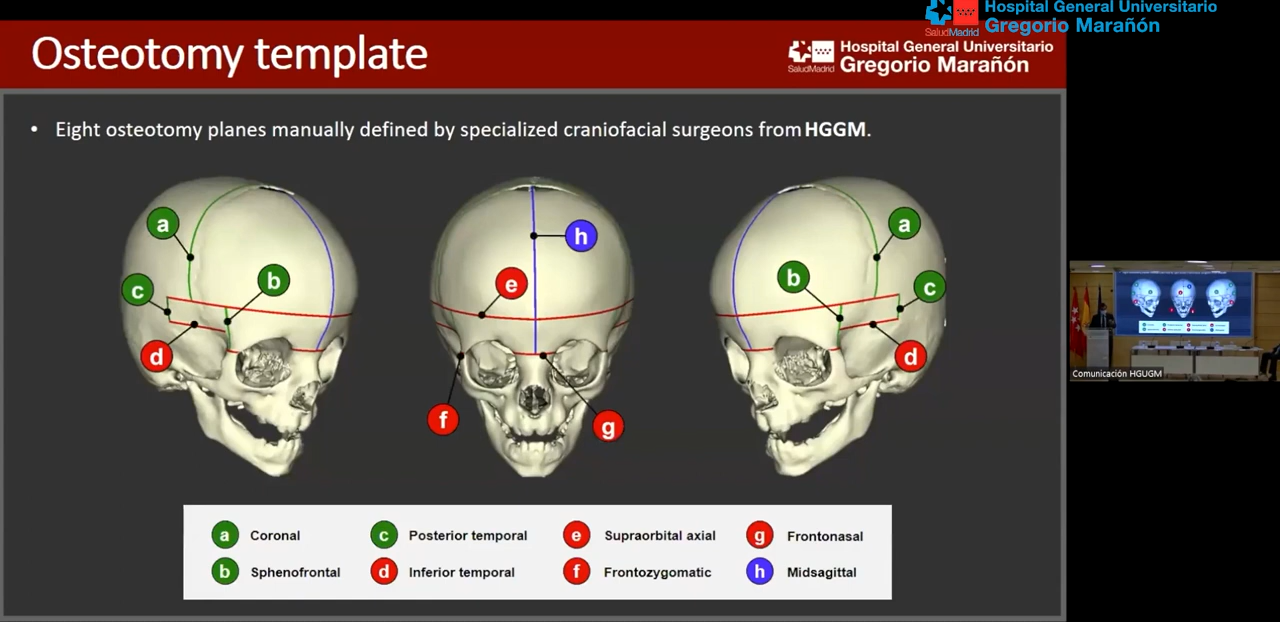 Hospital General Universitario
Gregorio Marañón
SaludMadrid
Osteotomy template
Hospital General Universitario
Gregorio Marañón
SaludMadrid
• Eight osteotomy planes manually defined by specialized craniofacial surgeons from HGGM.
a
c
b
d
h
e
f
g
a
b
c
d
Comunicación HGUGM
a Coronal
c Posterior temporal
e Supraorbital axial
g Frontonasal
b Sphenofrontal
d Inferior temporal
f Frontozygomatic
h Midsagittal